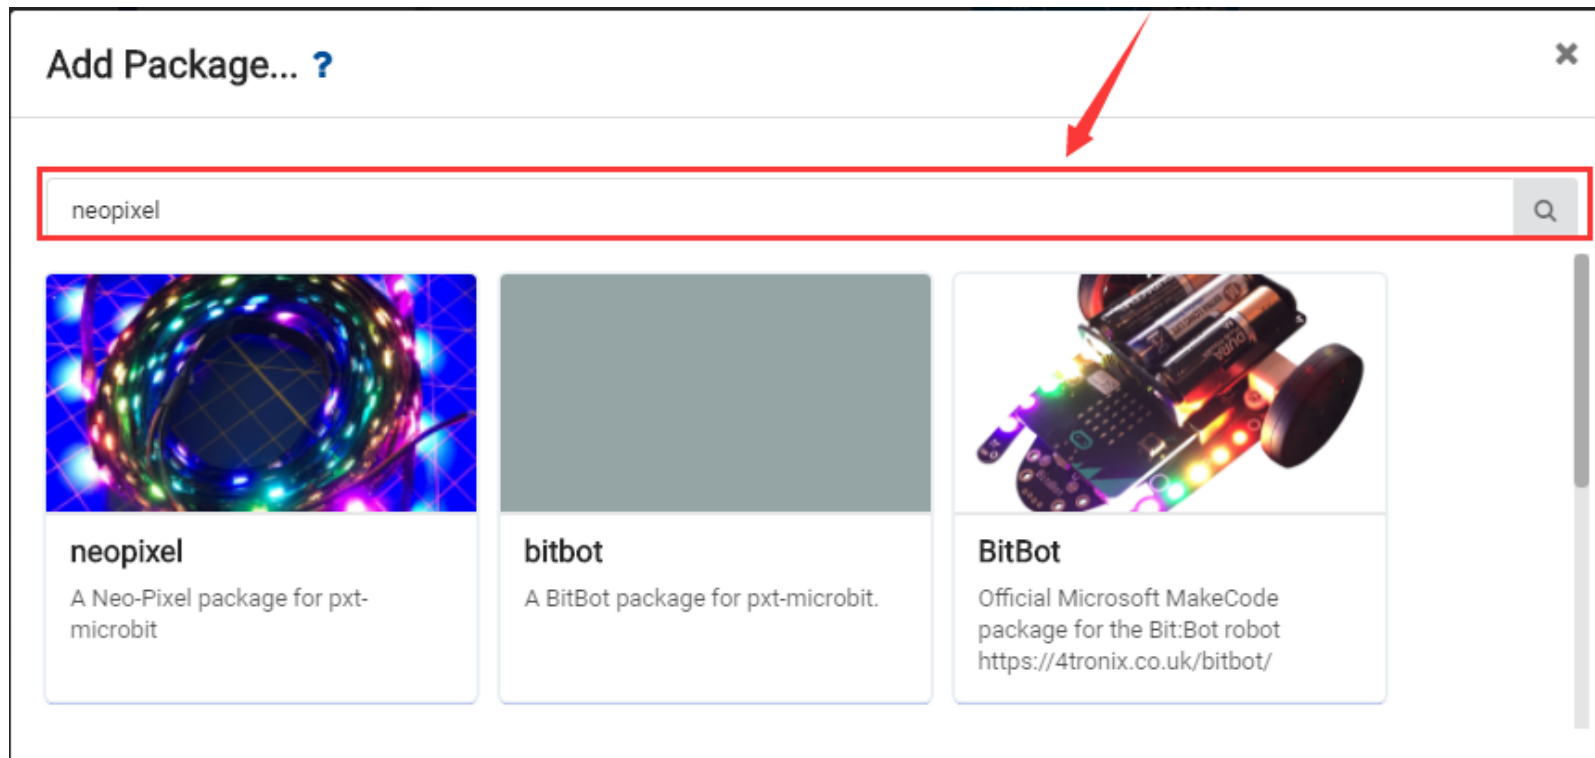 Add Package... ?
neopixel
neopixel
A Neo-Pixel package for pxt-
microbit
bitbot
A BitBot package for pxt-microbit.
BitBot
Official Microsoft MakeCode
package for the Bit:Bot robot
https://4tronix.co.uk/bitbot/